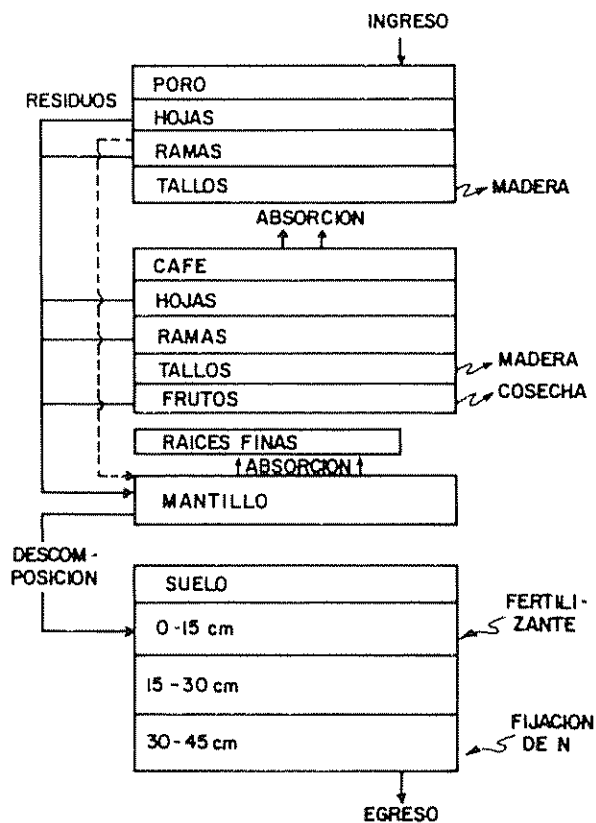 INGRESO
PORO
RESIDUOS
HOJAS
RAMAS
TALLOS
MADERA
ABSORCION
CAFE
HOJAS
RAMAS
TALLOS
MADERA
FRUTOS
COSECHA
RAICES FINAS
ABSORCION
MANTILLO
DESCOM-
POSICION
SUELO
FERTILI-
ZANTE
0-15 cm
15-30 cm
30-45 cm
FIJACION
DE N
EGRESO